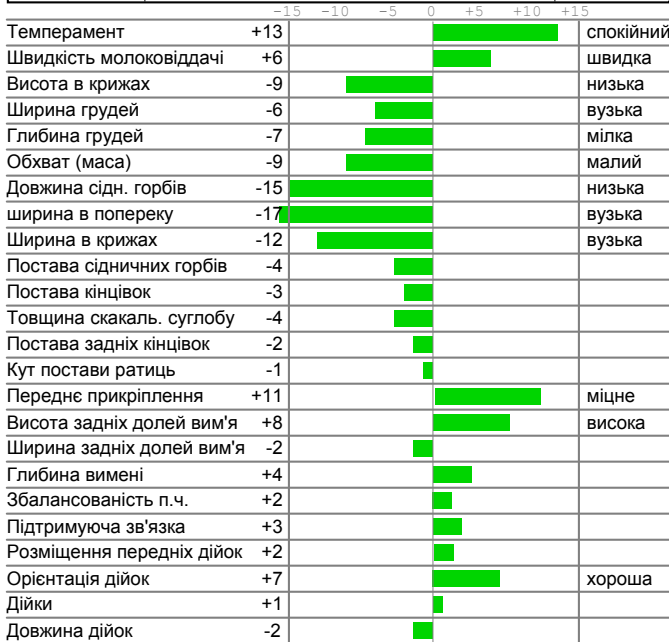 -15 -10 -5 0 +5 +10 +15
Темперамент +13 спокійний
Швидкість молоковіддачі +6 швидка
Висота в крижах -9 низька
Ширина грудей -6 вузька
Глибина грудей -7 мілка
Обхват (маса) -9 малий
Довжина сідн. горбів -15 низька
ширина в попереку -17 вузька
Ширина в крижах -12 вузька
Постава сідничних горбів -4
Постава кінцівок -3
Товщина скакаль. суглобу -4
Постава задніх кінцівок -2
Кут постави ратиць -1
Переднє прикріплення +11 міцне
Висота задніх долей вим'я +8 висока
Ширина задніх долей вим'я -2
Глибина вимені +4
Збалансованість п.ч. +2
Підтримуюча зв'язка +3
Розміщення передніх дійок +2
Орієнтація дійок +7 хороша
Дійки +1
Довжина дійок -2